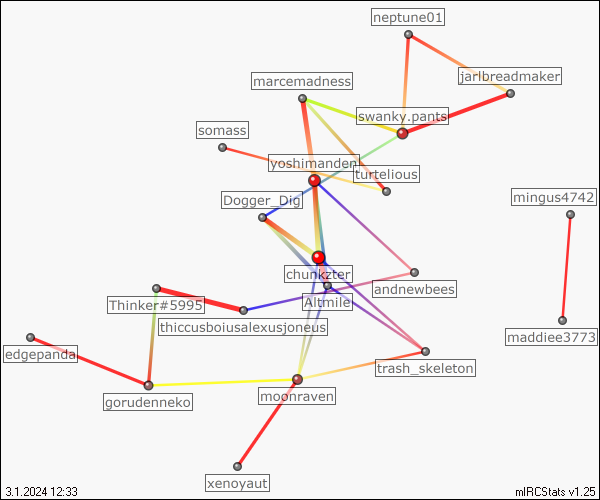 neptune01
jarlbreadmaker
marcemadness
swanky.pants
somass
yoshimanden
turtelious
Dogger_Dig
mingus4742
chunkzter
andnewbees
Altmile
Thinker#5995
thiccusboiusalexusjoneus
maddiee3773
edgepanda
trash_skeleton
gorudenneko
moonraven
xenoyaut
3.1.2024 12:33
mIRCStats v1.25